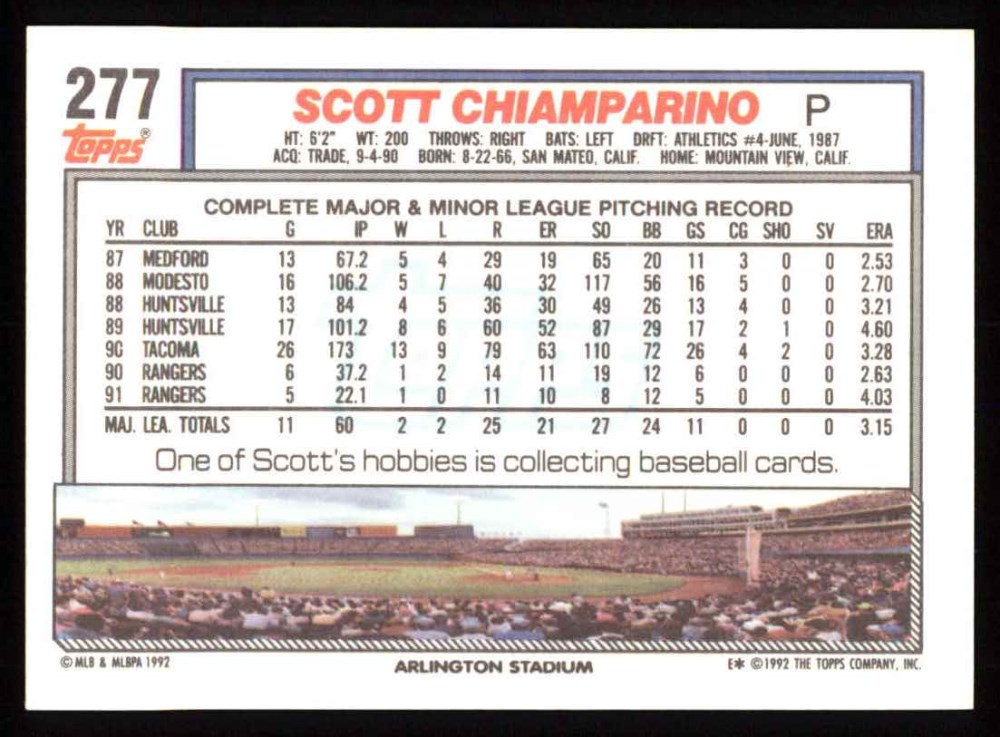 277
topps®
SCOTT CHIAMPARINO P
HT: 6'2" WT: 200 THROWS: RIGHT BATS: LEFT DRFT: ATHLETICS #4-JUNE, 1987
ACQ: TRADE, 9-4-90 BORN: 8-22-66, SAN MATEO, CALIF. HOME: MOUNTAIN VIEW, CALIF.
COMPLETE MAJOR & MINOR LEAGUE PITCHING RECORD
YR CLUB G IP W L R ER SO BB GS CG SHO SV ERA
87 MEDFORD 13 67.2 5 4 29 19 65 20 11 3 0 0 2.53
88 MODESTO 16 106.2 5 7 40 32 117 56 16 5 0 0 2.70
88 HUNTSVILLE 13 84 4 5 36 30 49 26 13 4 0 0 3.21
89 HUNTSVILLE 17 101.2 8 6 60 52 87 29 17 2 1 0 4.60
90 TACOMA 26 173 13 9 79 63 110 72 26 4 2 0 3.28
90 RANGERS 6 37.2 1 2 14 11 19 12 6 0 0 0 2.63
91 RANGERS 5 22.1 1 0 11 10 8 12 5 0 0 0 4.03
MAJ. LEA. TOTALS 11 60 2 2 25 21 27 24 11 0 0 0 3.15
One of Scott's hobbies is collecting baseball cards.
© MLB & MLBPA 1992
ARLINGTON STADIUM
E* © 1992 THE TOPPS COMPANY, INC.